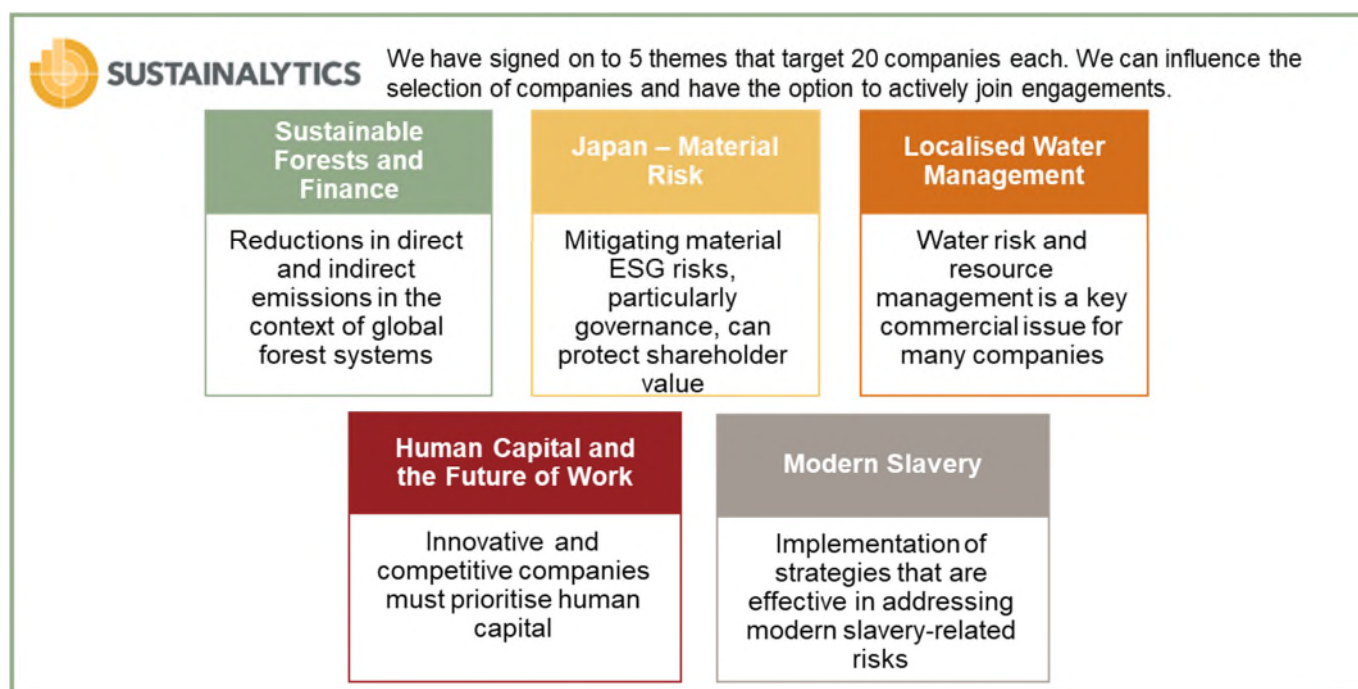 SUSTAINALYTICS
We have signed on to 5 themes that target 20 companies each. We can influence the
selection of companies and have the option to actively join engagements.
Sustainable
Forests and
Finance
Reductions in direct
and indirect
emissions in the
context of global
forest systems
Japan – Material
Risk
Mitigating material
ESG risks,
particularly
governance, can
protect shareholder
value
Localised Water
Management
Water risk and
resource
management is a key
commercial issue for
many companies
Human Capital and
the Future of Work
Innovative and
competitive companies
must prioritise human
capital
Modern Slavery
Implementation of
strategies that are
effective in addressing
modern slavery-related
risks